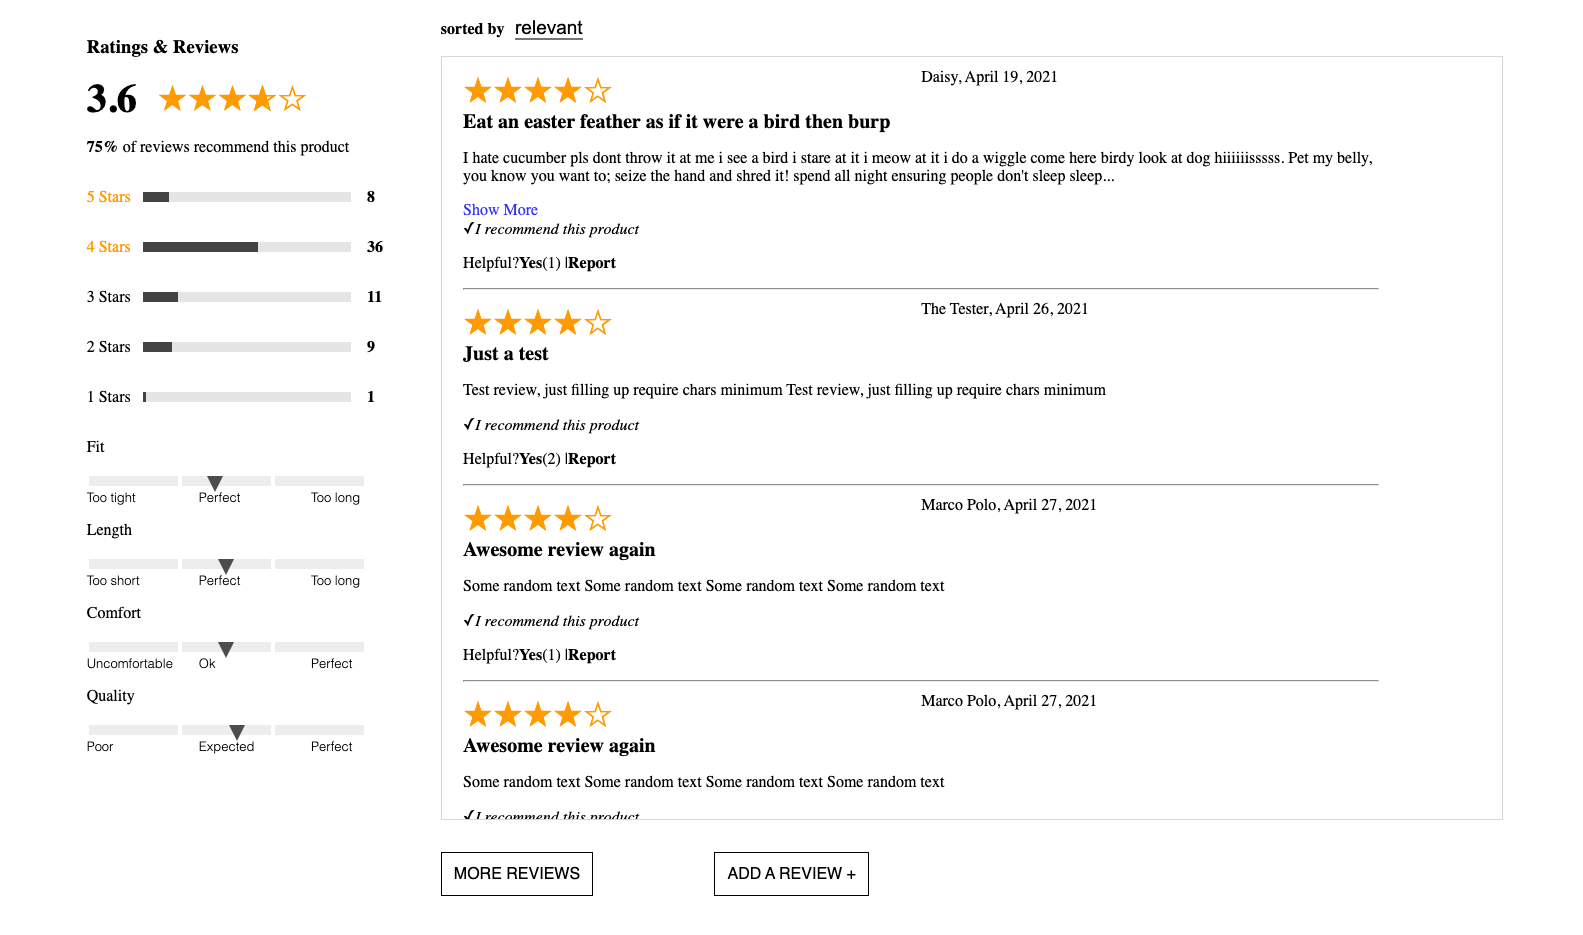 Ratings & Reviews
3.6
75% of reviews recommend this product
5 Stars 8
4 Stars 36
3 Stars 11
2 Stars 9
1 Stars 1
Fit
Too tight Perfect Too long
Length
Too short Perfect Too long
Comfort
Uncomfortable Ok Perfect
Quality
Poor Expected Perfect
sorted by relevant
Daisy, April 19, 2021
Eat an easter feather as if it were a bird then burp
I hate cucumber pls dont throw it at me i see a bird i stare at it i meow at it i do a wiggle come here birdy look at dog hiiiiiisssss. Pet my belly,
you know you want to; seize the hand and shred it! spend all night ensuring people don't sleep sleep...
Show More
✓I recommend this product
Helpful?Yes(1) |Report
The Tester, April 26, 2021
Just a test
Test review, just filling up require chars minimum Test review, just filling up require chars minimum
✓I recommend this product
Helpful?Yes(2) |Report
Marco Polo, April 27, 2021
Awesome review again
Some random text Some random text Some random text Some random text
✓I recommend this product
Helpful?Yes(1) |Report
Marco Polo, April 27, 2021
Awesome review again
Some random text Some random text Some random text Some random text
✓I recommend this product
MORE REVIEWS
ADD A REVIEW +